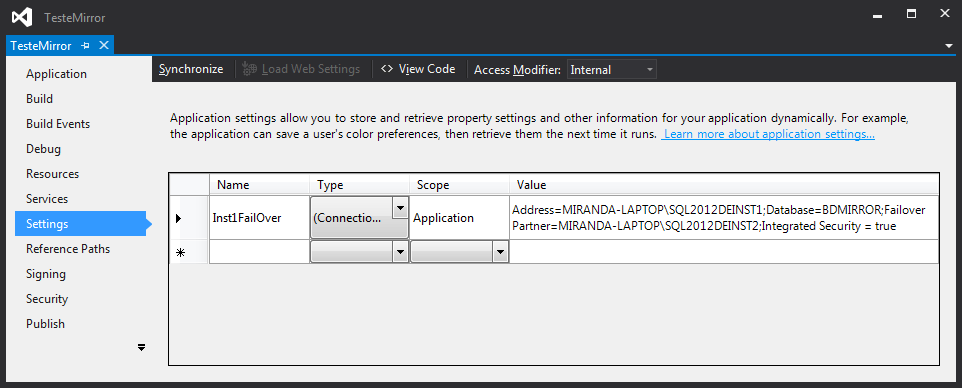 TesteMirror
TesteMirror
Application
Build
Build Events
Debug
Resources
Services
Settings
Reference Paths
Signing
Security
Publish
Synchronize Load Web Settings <> View Code Access Modifier: Internal
Application settings allow you to store and retrieve property settings and other information for your application dynamically. For example,
the application can save a user's color preferences, then retrieve them the next time it runs. Learn more about application settings...
Name Type Scope Value
Inst1FailOver (Connectio... Application Address=MIRANDA-LAPTOP\SQL2012DEINST1;Database=BDMIRROR;Failover
Partner=MIRANDA-LAPTOP\SQL2012DEINST2;Integrated Security = true